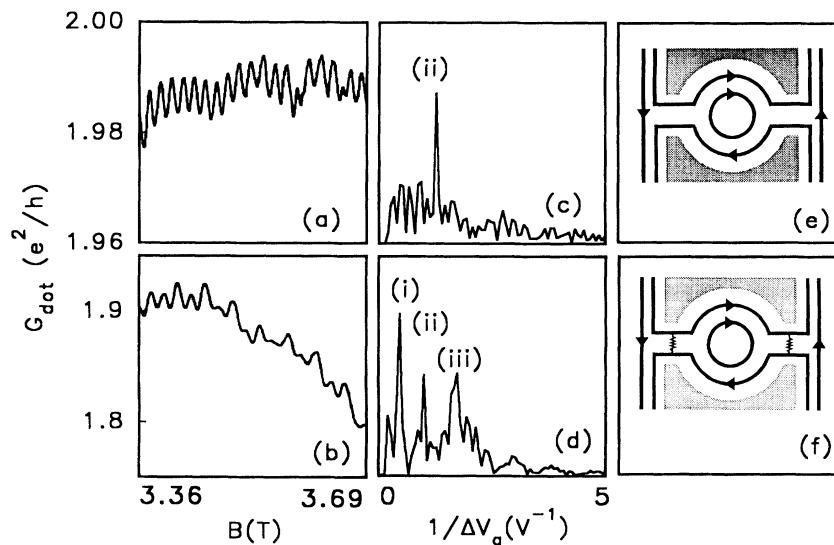 2.00
1.98
1.96
1.9
1.8
G_dot (e²/h)
(a)
(ii)
(c)
(e)
(b)
(i)
(ii)
(iii)
(d)
(f)
3.36 3.69
B(T)
0 5
1/ΔV_g(V⁻¹)